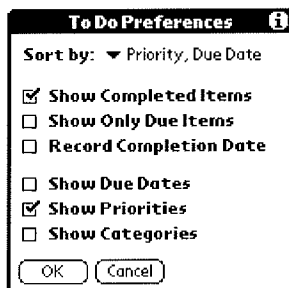 To Do Preferences
Sort by: Priority, Due Date
Show Completed Items
Show Only Due Items
Record Completion Date
Show Due Dates
Show Priorities
Show Categories
OK Cancel